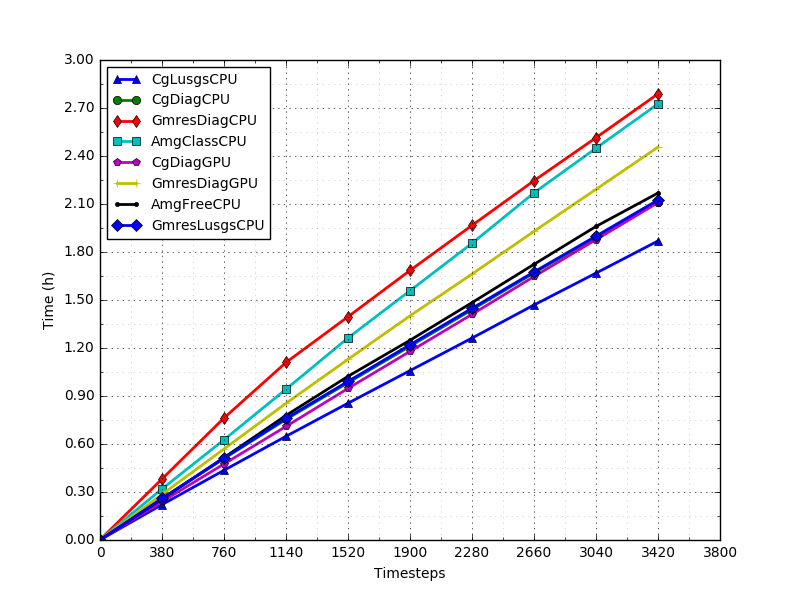 3.00
2.70
2.40
2.10
1.80
1.50
1.20
0.90
0.60
0.30
0.00
Time (h)
CgLusgsCPU
CgDiagCPU
GmresDiagCPU
AmgClassCPU
CgDiagGPU
GmresDiagGPU
AmgFreeCPU
GmresLusgsCPU
0 380 760 1140 1520 1900 2280 2660 3040 3420 3800
Timesteps